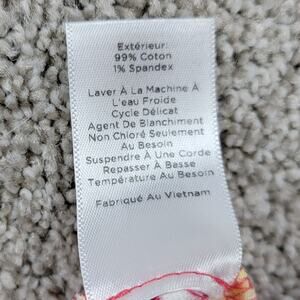 Extérieur:
99% Coton
1% Spandex
Laver À La Machine À
L'eau Froide
Cycle Délicat
Agent De Blanchiment
Non Chloré Seulement
Au Besoin
Suspendre À Une Corde
Repasser À Basse
Température Au Besoin
Fabriqué Au Vietnam